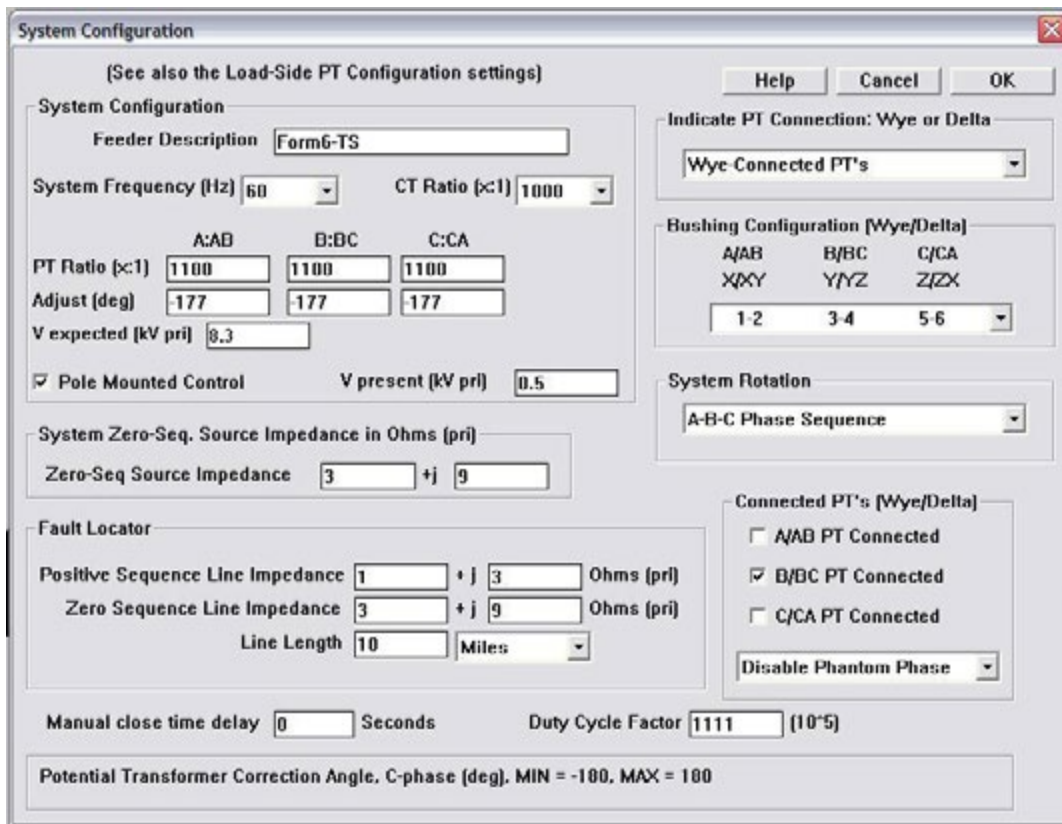 System Configuration
(See also the Load-Side PT Configuration settings)
Help Cancel OK
System Configuration
Feeder Description Form6-TS
System Frequency (Hz) 60 CT Ratio (x:1) 1000
A:AB B:BC C:CA
PT Ratio (x:1) 1100 1100 1100
Adjust (deg) -177 -177 -177
V expected (kV pri) 8.3
Pole Mounted Control V present (kV pri) 0.5
Indicate PT Connection: Wye or Delta
Wye-Connected PT's
Bushing Configuration (Wye/Delta)
A/AB B/BC C/CA
X/XY Y/YZ Z/ZX
1-2 3-4 5-6
System Rotation
A-B-C Phase Sequence
System Zero-Seq. Source Impedance in Ohms (pri)
Zero-Seq Source Impedance 3 +j 9
Fault Locator
Positive Sequence Line Impedance 1 + j 3 Ohms (pri)
Zero Sequence Line Impedance 3 + j 9 Ohms (pri)
Line Length 10 Miles
Connected PT's (Wye/Delta)
A/AB PT Connected
B/BC PT Connected
C/CA PT Connected
Disable Phantom Phase
Manual close time delay 0 Seconds Duty Cycle Factor 1111 (10^5)
Potential Transformer Correction Angle, C-phase (deg), MIN = -180, MAX = 180